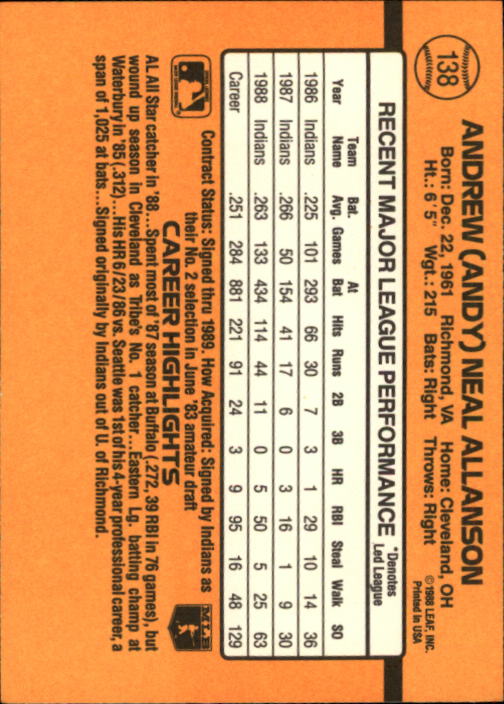 138
ANDREW (ANDY) NEAL ALLANSON
Born: Dec. 22, 1961 Richmond, VA Home: Cleveland, OH
Ht.: 6' 5" Wgt.: 215 Bats: Right Throws: Right
©1988 LEAF, INC.
Printed in USA
RECENT MAJOR LEAGUE PERFORMANCE
*Denotes
Led League
Year Team Name Bat. Avg. Games At Bat Hits Runs 2B 3B HR RBI Steal Walk SO
1986 Indians .225 101 293 66 30 7 3 1 29 10 14 36
1987 Indians .266 50 154 41 17 6 0 3 16 1 9 30
1988 Indians .263 133 434 114 44 11 0 5 50 5 25 63
Career .251 284 881 221 91 24 3 9 95 16 48 129
Contract Status: Signed thru 1989. How Acquired: Signed by Indians as
their No. 2 selection in June '83 amateur draft
MLB
CAREER HIGHLIGHTS
AL All Star catcher in '88...Spent most of '87 season at Buffalo (.272, 39 RBI in 76 games), but
wound up season in Cleveland as Tribe's No. 1 catcher...Eastern Lg. batting champ at
Waterbury in '85 (.312)...His HR 6/23/86 vs. Seattle was 1st of his 4-year professional career, a
span of 1,025 at bats...Signed originally by Indians out of U. of Richmond.